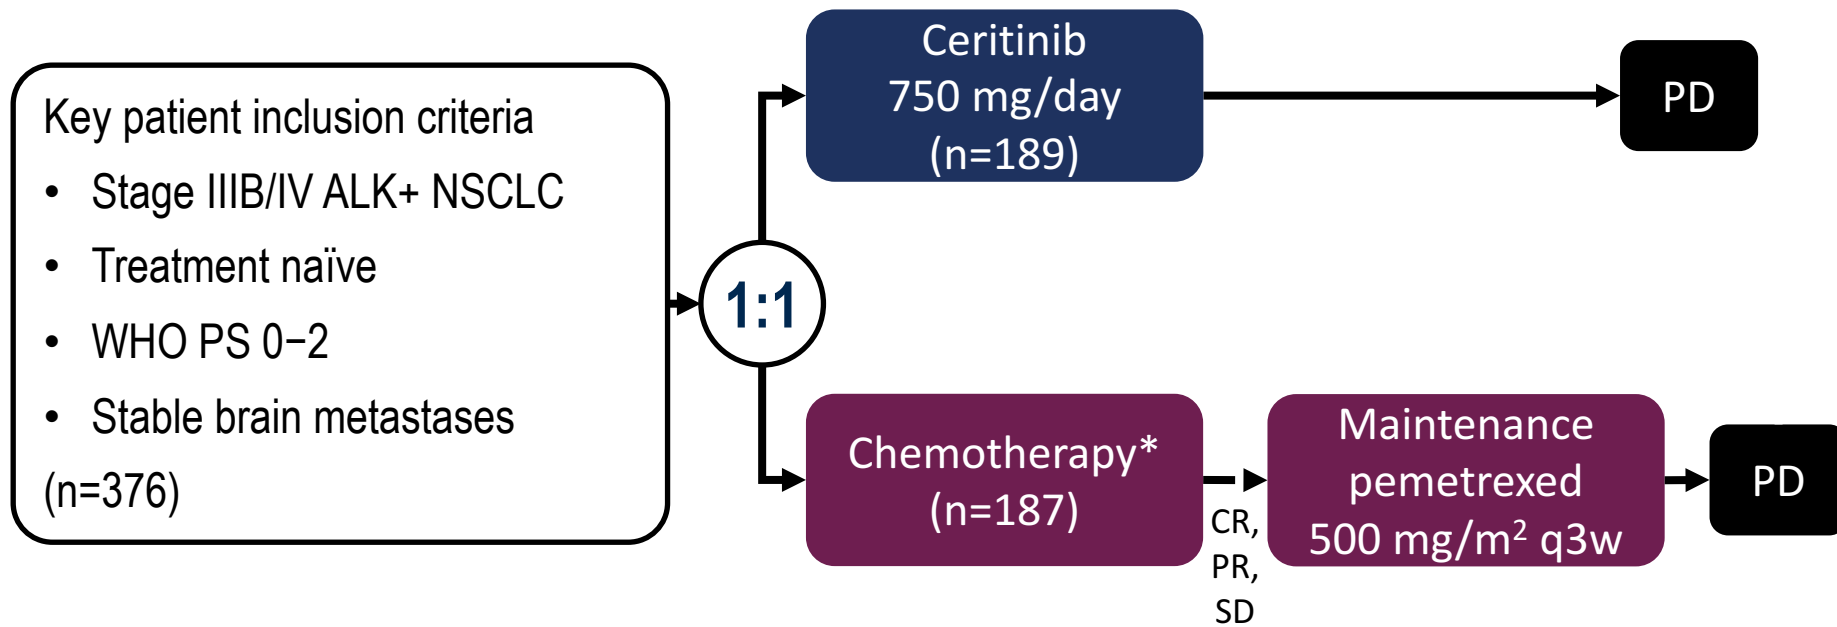 Key patient inclusion criteria
• Stage IIIB/IV ALK+ NSCLC
• Treatment naïve
• WHO PS 0−2
• Stable brain metastases
(n=376)
1:1
Ceritinib
750 mg/day
(n=189)
PD
Chemotherapy*
(n=187)
CR,
PR,
SD
Maintenance
pemetrexed
500 mg/m² q3w
PD